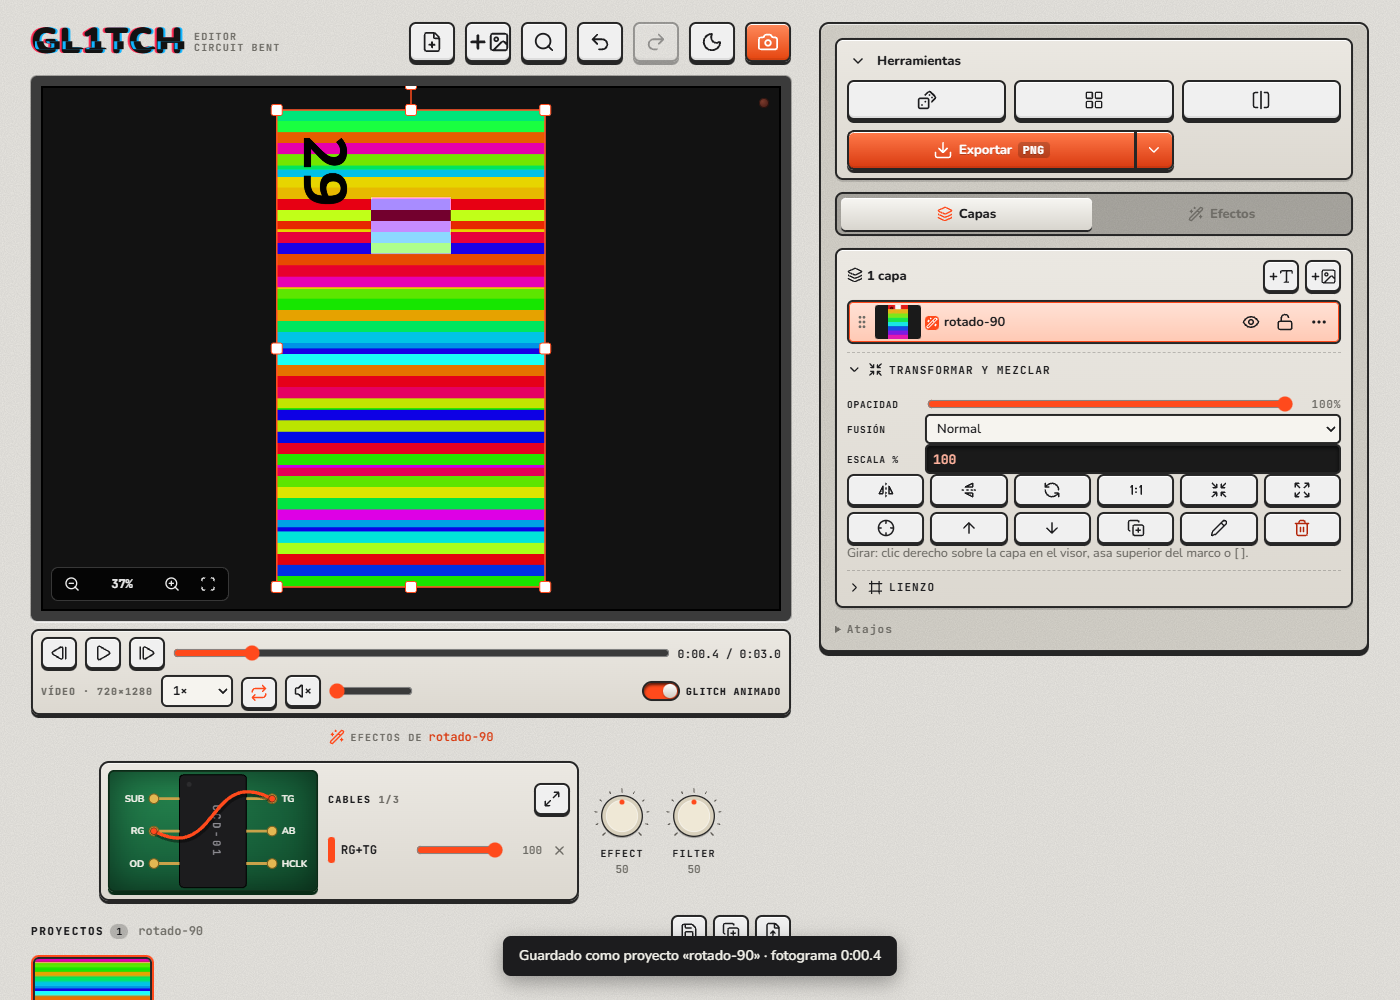 GL1TCH
EDITOR
CIRCUIT BENT
29
37%
0:00.4 / 0:03.0
VÍDEO · 720×1280
1×
GLITCH ANIMADO
EFECTOS DE rotado-90
SUB
RG
OD
CCD-01
TG
AB
HCLK
CABLES 1/3
RG+TG
100
EFFECT
50
FILTER
50
PROYECTOS 1 rotado-90
Guardado como proyecto «rotado-90» · fotograma 0:00.4
Herramientas
Exportar PNG
Capas
Efectos
1 capa
+T
rotado-90
TRANSFORMAR Y MEZCLAR
OPACIDAD
100%
FUSIÓN
Normal
ESCALA %
100
1:1
Girar: clic derecho sobre la capa en el visor, asa superior del marco o [ ].
LIENZO
Atajos